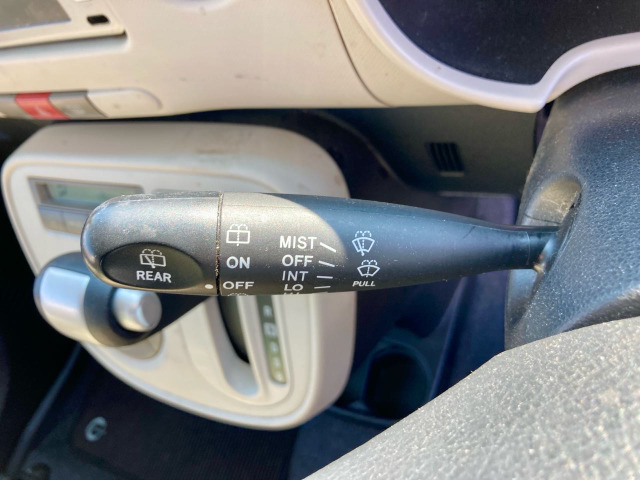 REAR
ON
OFF
MIST
OFF
INT
LO
PULL